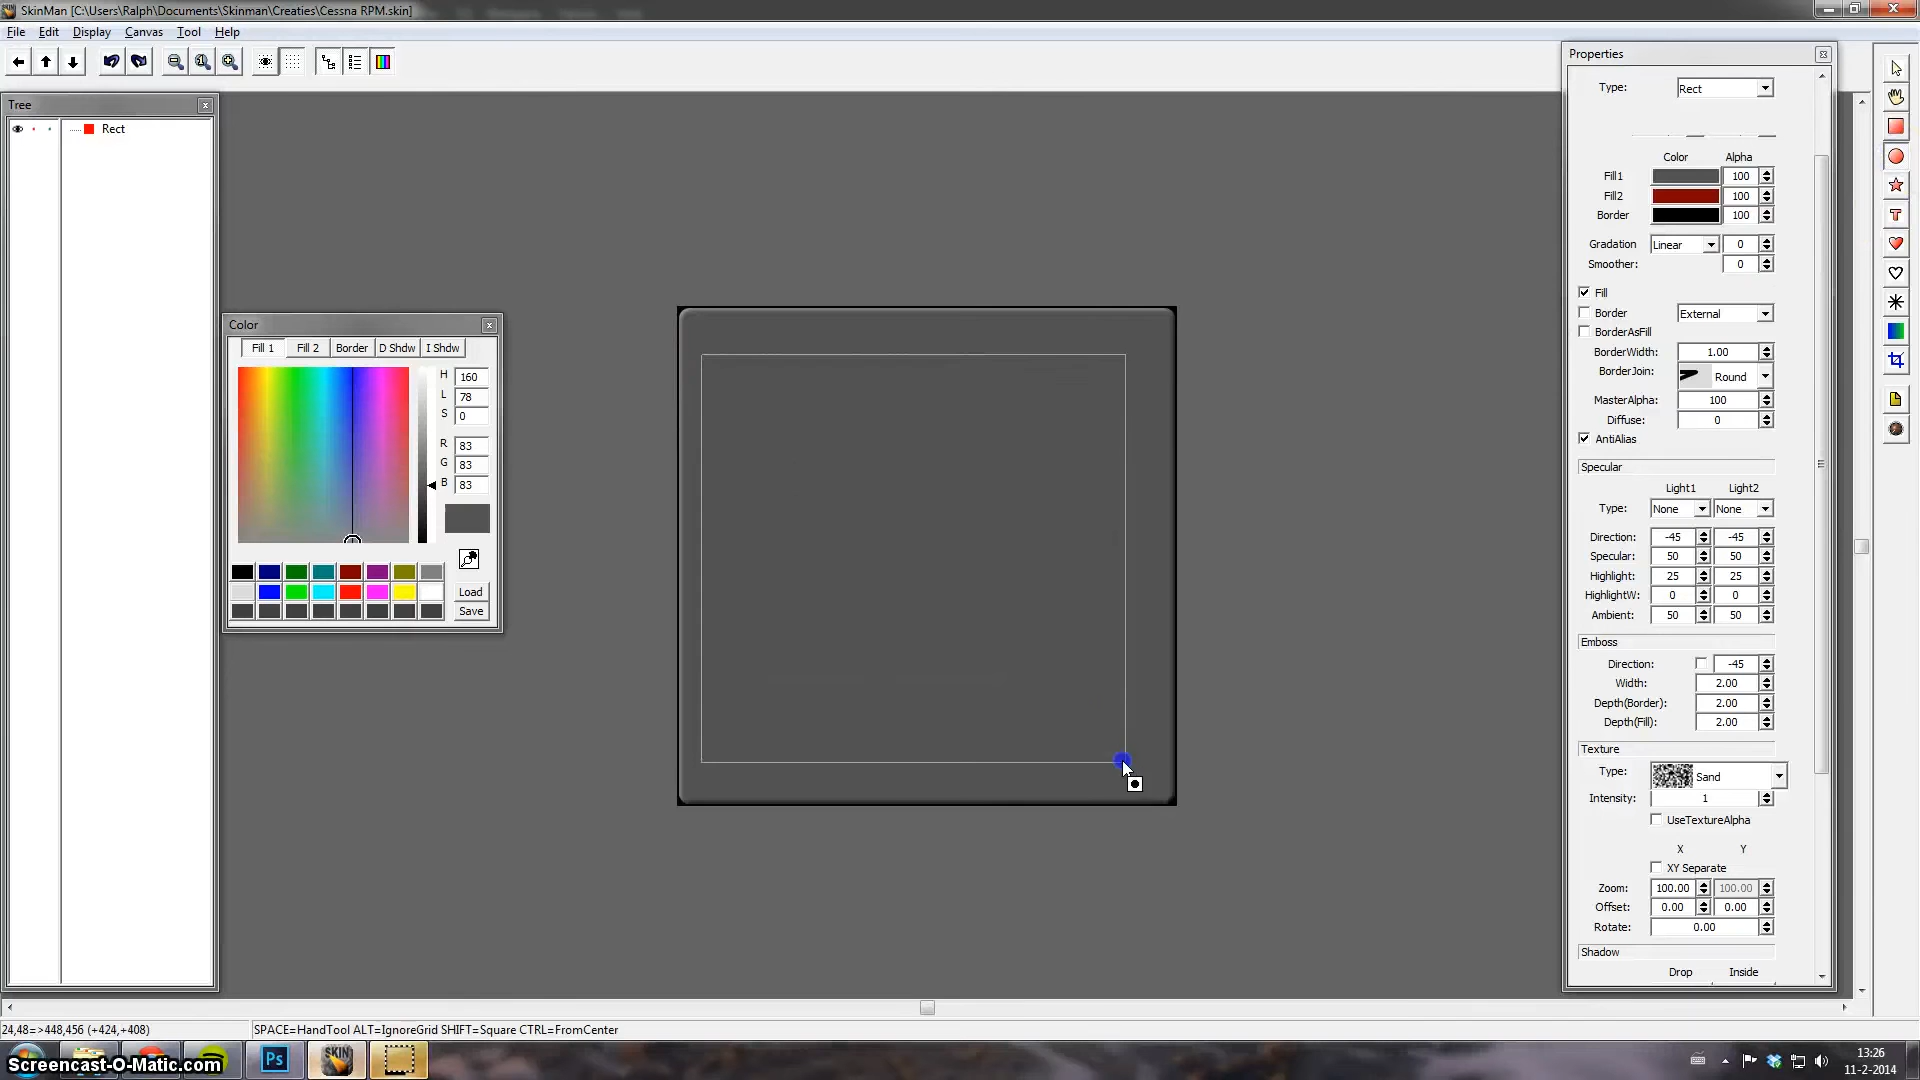 SkinMan [C:\Users\Ralph\Documents\Skinman\Creaties\Cessna RPM.skin]
File Edit Display Canvas Tool Help
Tree
Rect
Color
Fill 1 Fill 2 Border D Shdw I Shdw
H 160
L 78
S 0
R 83
G 83
B 83
Load
Save
Properties
Type: Rect
Color Alpha
Fill1 100
Fill2 100
Border 100
Gradation Linear 0
Smoother: 0
Fill
Border External
BorderAsFill
BorderWidth: 1.00
BorderJoin: Round
MasterAlpha: 100
Diffuse: 0
AntiAlias
Specular
Light1 Light2
Type: None None
Direction: -45 -45
Specular: 50 50
Highlight: 25 25
HighlightW: 0 0
Ambient: 50 50
Emboss
Direction: -45
Width: 2.00
Depth(Border): 2.00
Depth(Fill): 2.00
Texture
Type: Sand
Intensity: 1
UseTextureAlpha
X Y
XY Separate
Zoom: 100.00 100.00
Offset: 0.00 0.00
Rotate: 0.00
Shadow
Drop Inside
24,48=>448,456 (+424,+408) SPACE=HandTool ALT=IgnoreGrid SHIFT=Square CTRL=FromCenter
Screencast-O-Matic.com
Ps
SKIN
13:26
11-2-2014